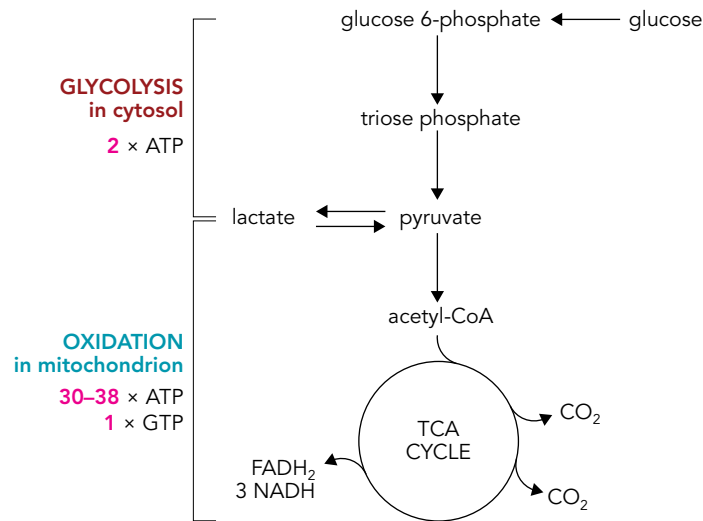 glucose 6-phosphate
glucose
GLYCOLYSIS
in cytosol
2 × ATP
triose phosphate
lactate
pyruvate
acetyl-CoA
OXIDATION
in mitochondrion
30–38 × ATP
1 × GTP
TCA
CYCLE
CO₂
FADH₂
3 NADH
CO₂